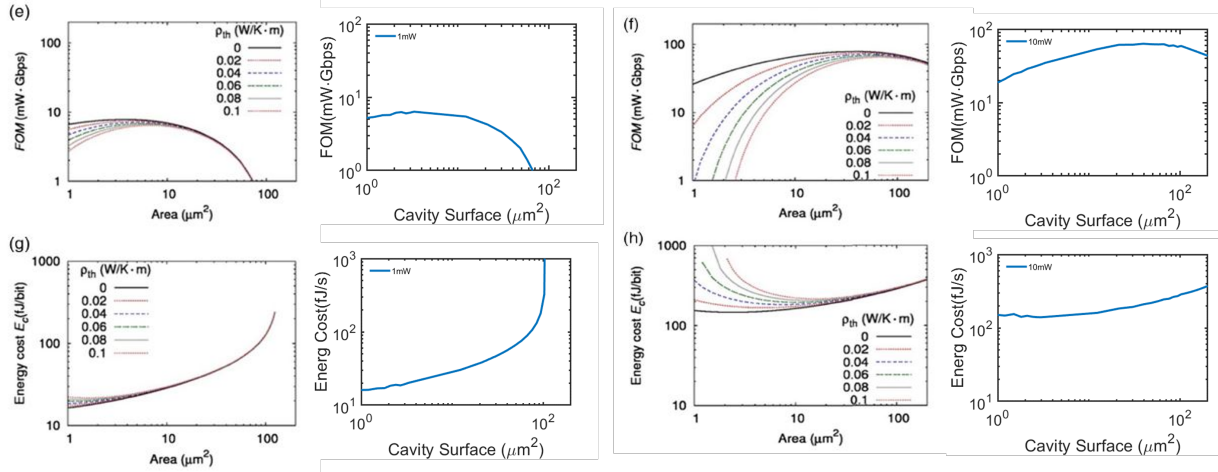 (e)
FOM (mW·Gbps)
100
10
1
ρth (W/K·m)
0
0.02
0.04
0.06
0.08
0.1
1 10 100
Area (μm²)
FOM(mW·Gbps)
10²
10¹
10⁰
1mW
10⁰ 10²
Cavity Surface (μm²)
(f)
FOM (mW·Gbps)
100
10
1
ρth (W/K·m)
0
0.02
0.04
0.06
0.08
0.1
1 10 100
Area (μm²)
FOM(mW·Gbps)
10²
10¹
10⁰
10mW
10⁰ 10²
Cavity Surface (μm²)
(g)
Energy cost Ec(fJ/bit)
1000
100
10
ρth (W/K·m)
0
0.02
0.04
0.06
0.08
0.1
1 10 100
Area (μm²)
Energ Cost(fJ/s)
10³
10²
10¹
1mW
10⁰ 10²
Cavity Surface (μm²)
(h)
Energy cost Ec(fJ/bit)
1000
100
10
ρth (W/K·m)
0
0.02
0.04
0.06
0.08
0.1
1 10 100
Area (μm²)
Energ Cost(fJ/s)
10³
10²
10¹
10mW
10⁰ 10²
Cavity Surface (μm²)